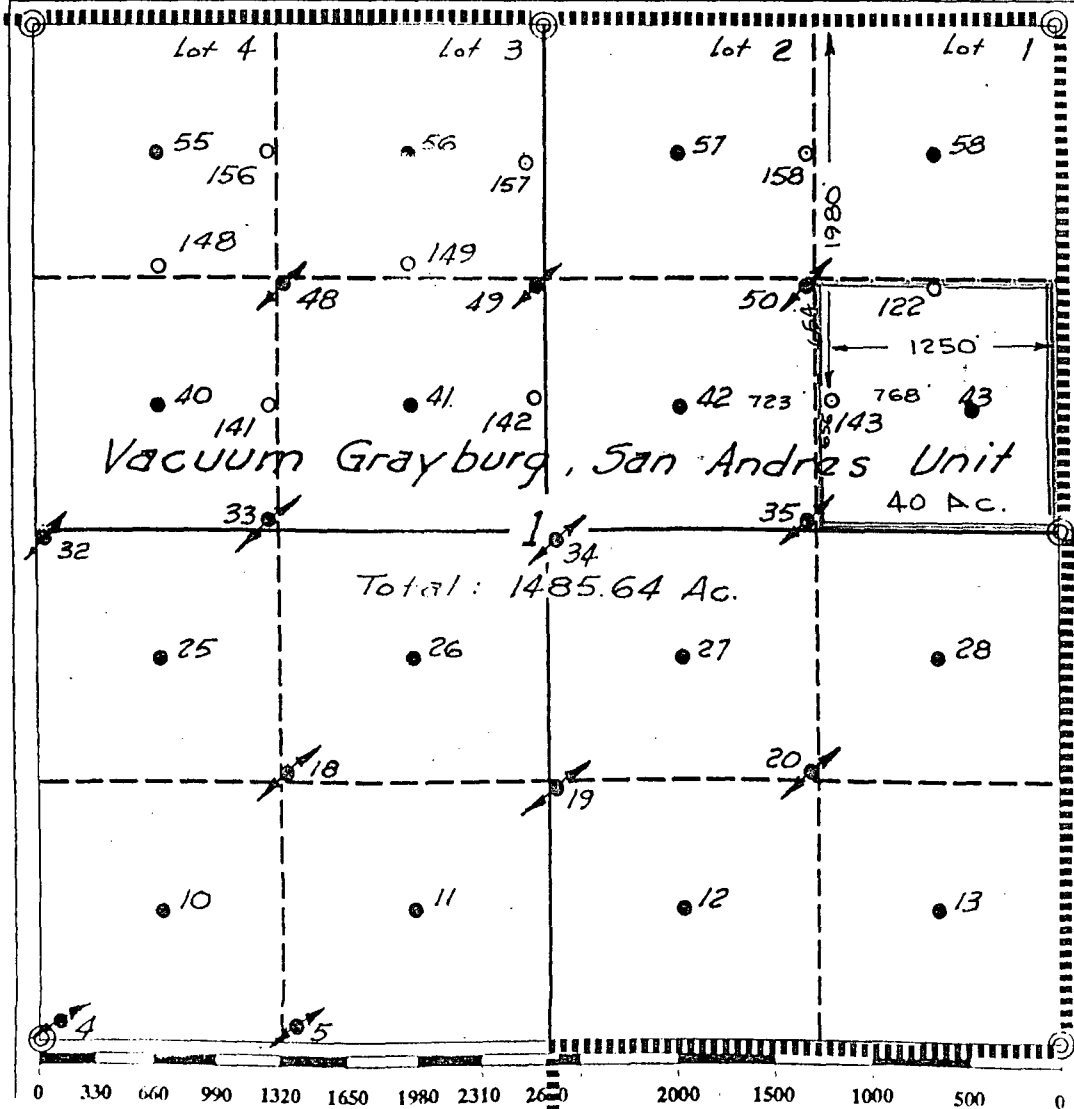 Lot 4 Lot 3 Lot 2 Lot 1
55 56 57 58
156 157 158
1980'
148 149
48 49 50 122
1250'
40 41. 42 723' 768' 43
141 142 143
656
Vacuum Grayburg, San Andres Unit
40 Ac.
33 35
32 1 34
Total: 1485.64 Ac.
25 26 27 28
18 19 20
10 11 12 13
4 5
0 330 660 990 1320 1650 1980 2310 2000 1500 1000 500 0